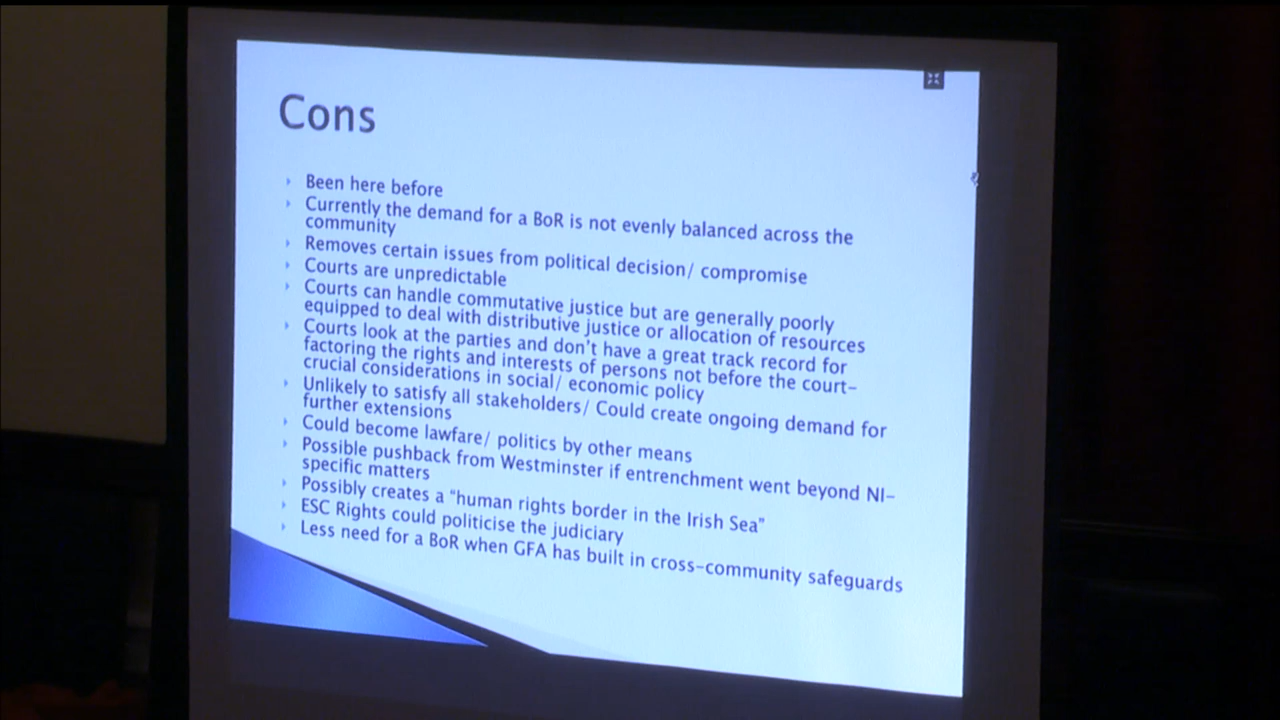 Cons
Been here before
Currently the demand for a BoR is not evenly balanced across the
community
Removes certain issues from political decision/ compromise
Courts are unpredictable
Courts can handle commutative justice but are generally poorly
equipped to deal with distributive justice or allocation of resources
Courts look at the parties and don't have a great track record for
factoring the rights and interests of persons not before the court-
crucial considerations in social/ economic policy
Unlikely to satisfy all stakeholders/ Could create ongoing demand for
further extensions
Could become lawfare/ politics by other means
Possible pushback from Westminster if entrenchment went beyond NI-
specific matters
Possibly creates a "human rights border in the Irish Sea"
ESC Rights could politicise the judiciary
Less need for a BoR when GFA has built in cross-community safeguards